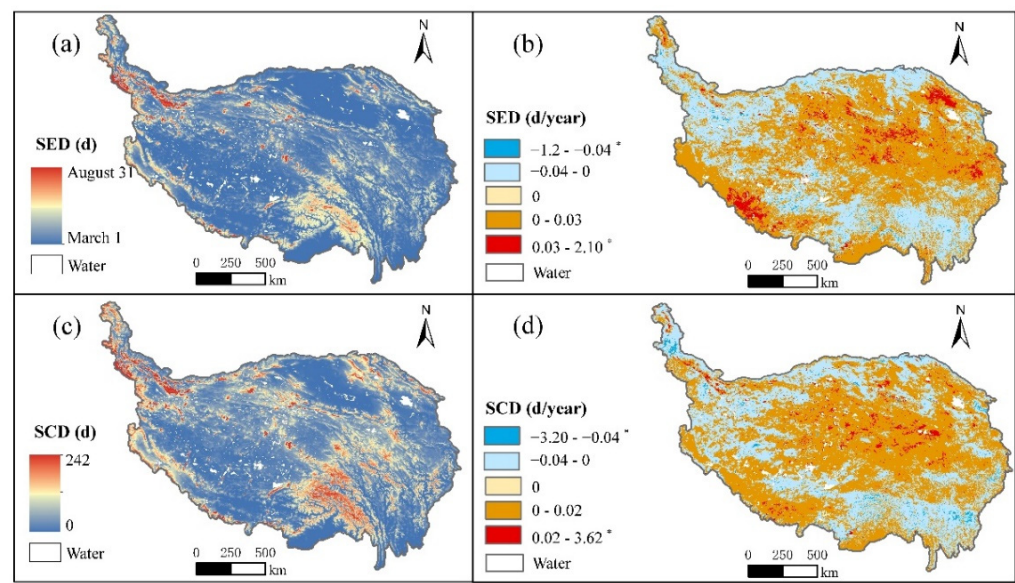 (a)
N
SED (d)
August 31
March 1
Water
0 250 500
km
(b)
N
SED (d/year)
−1.2 - −0.04 *
−0.04 - 0
0
0 - 0.03
0.03 - 2.10 *
Water
0 250 500
km
(c)
N
SCD (d)
242
0
Water
0 250 500
km
(d)
N
SCD (d/year)
−3.20 - −0.04 *
−0.04 - 0
0
0 - 0.02
0.02 - 3.62 *
Water
0 250 500
km